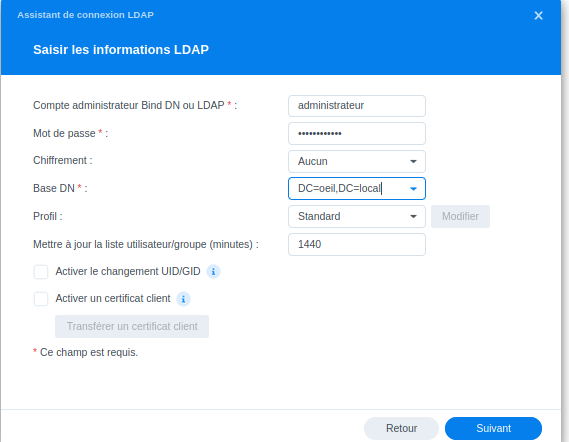 Assistant de connexion LDAP
Saisir les informations LDAP
Compte administrateur Bind DN ou LDAP * : administrateur
Mot de passe * : ••••••••••••
Chiffrement : Aucun
Base DN * : DC=oeil,DC=local
Profil : Standard Modifier
Mettre à jour la liste utilisateur/groupe (minutes) : 1440
Activer le changement UID/GID i
Activer un certificat client i
Transférer un certificat client
* Ce champ est requis.
Retour Suivant